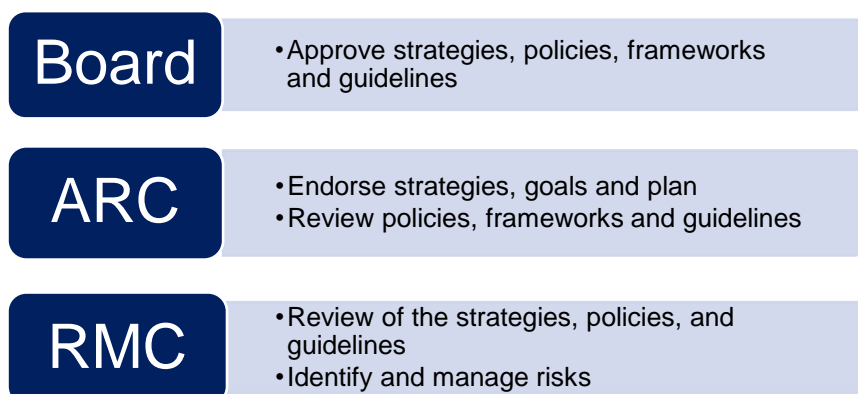 Board
•Approve strategies, policies, frameworks
and guidelines
ARC
•Endorse strategies, goals and plan
•Review policies, frameworks and guidelines
RMC
•Review of the strategies, policies, and
guidelines
•Identify and manage risks